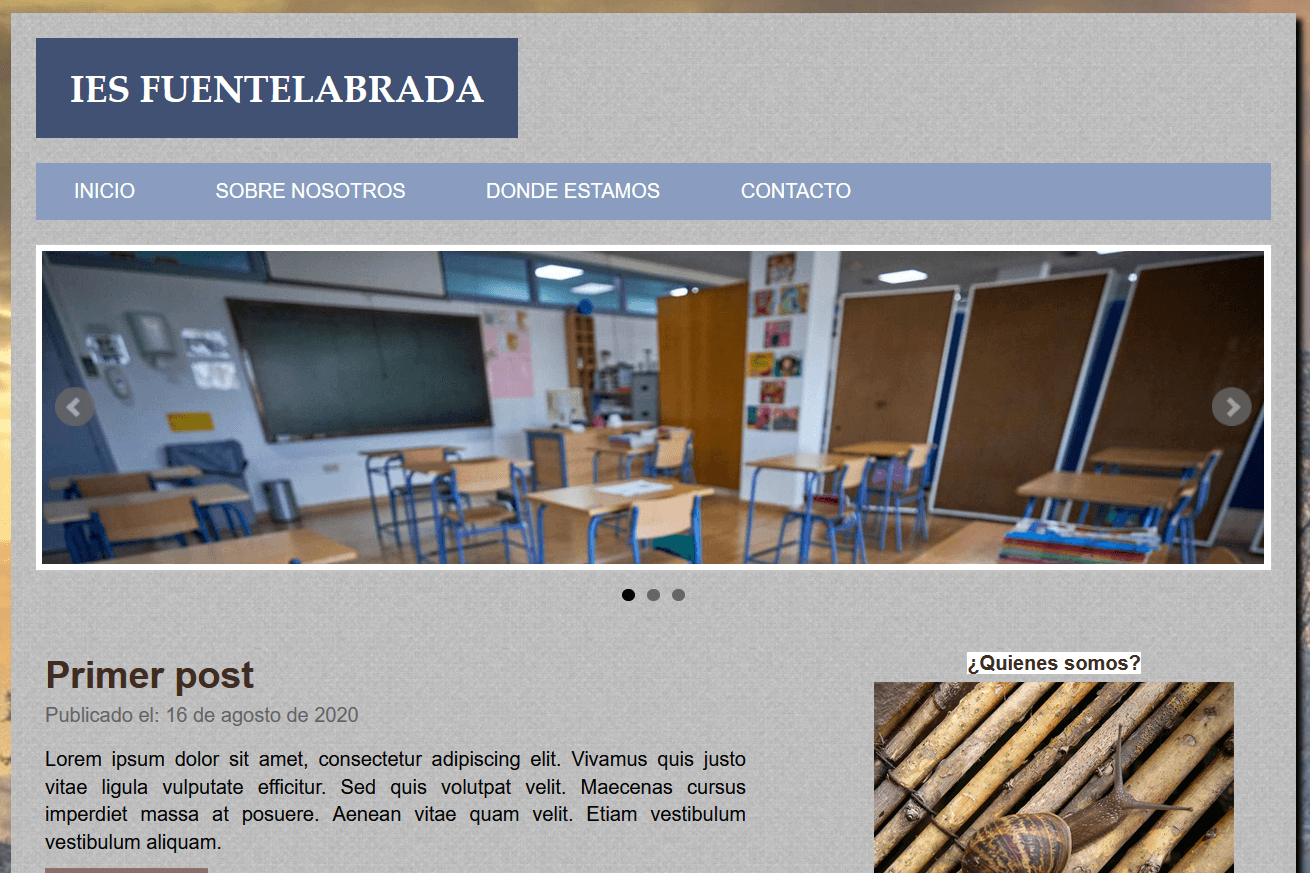 IES FUENTELABRADA
INICIO SOBRE NOSOTROS DONDE ESTAMOS CONTACTO
Primer post
Publicado el: 16 de agosto de 2020
Lorem ipsum dolor sit amet, consectetur adipiscing elit. Vivamus quis justo
vitae ligula vulputate efficitur. Sed quis volutpat velit. Maecenas cursus
imperdiet massa at posuere. Aenean vitae quam velit. Etiam vestibulum
vestibulum aliquam.
¿Quienes somos?